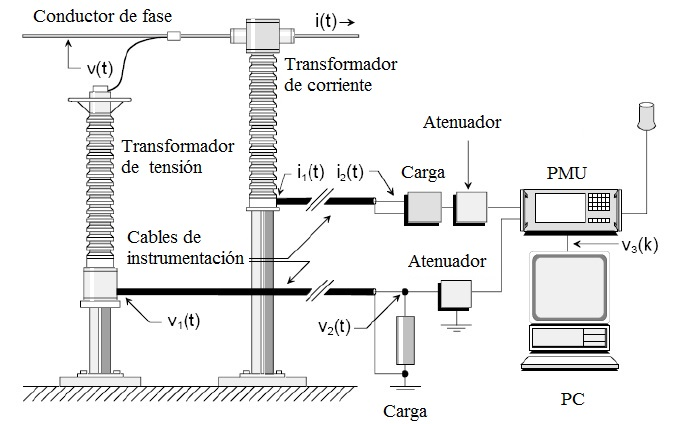 Conductor de fase
i(t)
v(t)
Transformador
de corriente
Transformador
de tensión
Atenuador
i1(t)
i2(t)
Carga
PMU
Cables de
instrumentación
Atenuador
v3(k)
v1(t)
v2(t)
Carga
PC